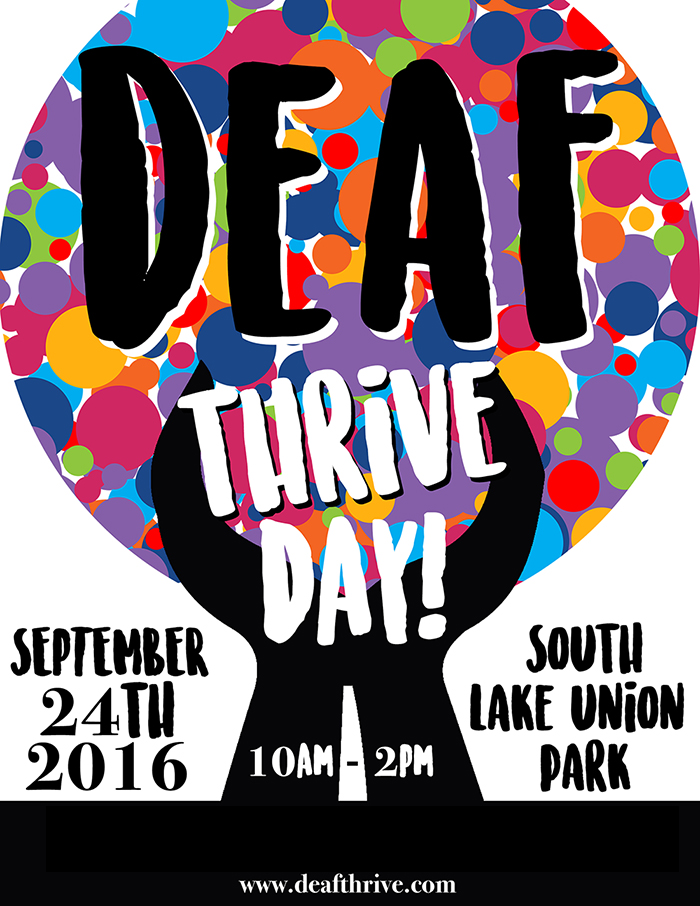 DEAF
THRiVE
DAY!
SEPTEMBER
24TH
2016
10AM - 2PM
SOUTH
LAKE UNiON
PARK
www.deafthrive.com